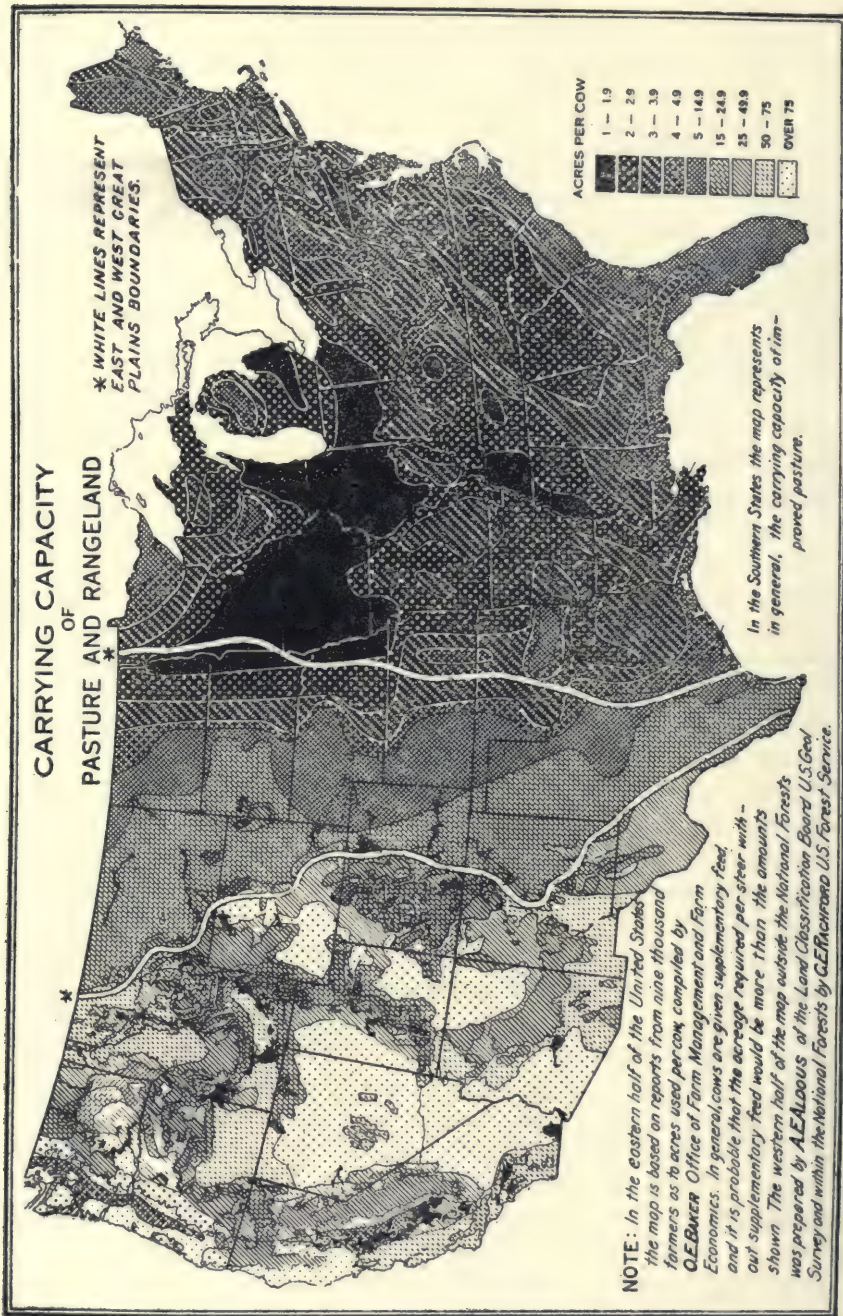 CARRYING CAPACITY
OF
PASTURE AND RANGELAND
* WHITE LINES REPRESENT
EAST AND WEST GREAT
PLAINS BOUNDARIES.
*
*
ACRES PER COW
1 – 1.9
2 – 2.9
3 – 3.9
4 – 4.9
5 – 14.9
15 – 24.9
25 – 49.9
50 – 75
OVER 75
In the Southern States the map represents
in general, the carrying capacity of im-
proved pasture.
NOTE: In the eastern half of the United States
the map is based on reports from nine thousand
farmers as to acres used per cow, compiled by
O.E. BAKER Office of Farm Management and Farm
Economics. In general, cows are given supplementary feed,
and it is probable that the acreage required per steer with-
out supplementary feed would be more than the amounts
shown The western half of the map outside the National Forests
was prepared by A.E. ALDOUS of the Land Classification Board U.S. Geol
Survey and within the National Forests by C.E. RACHFORD U.S. Forest Service.